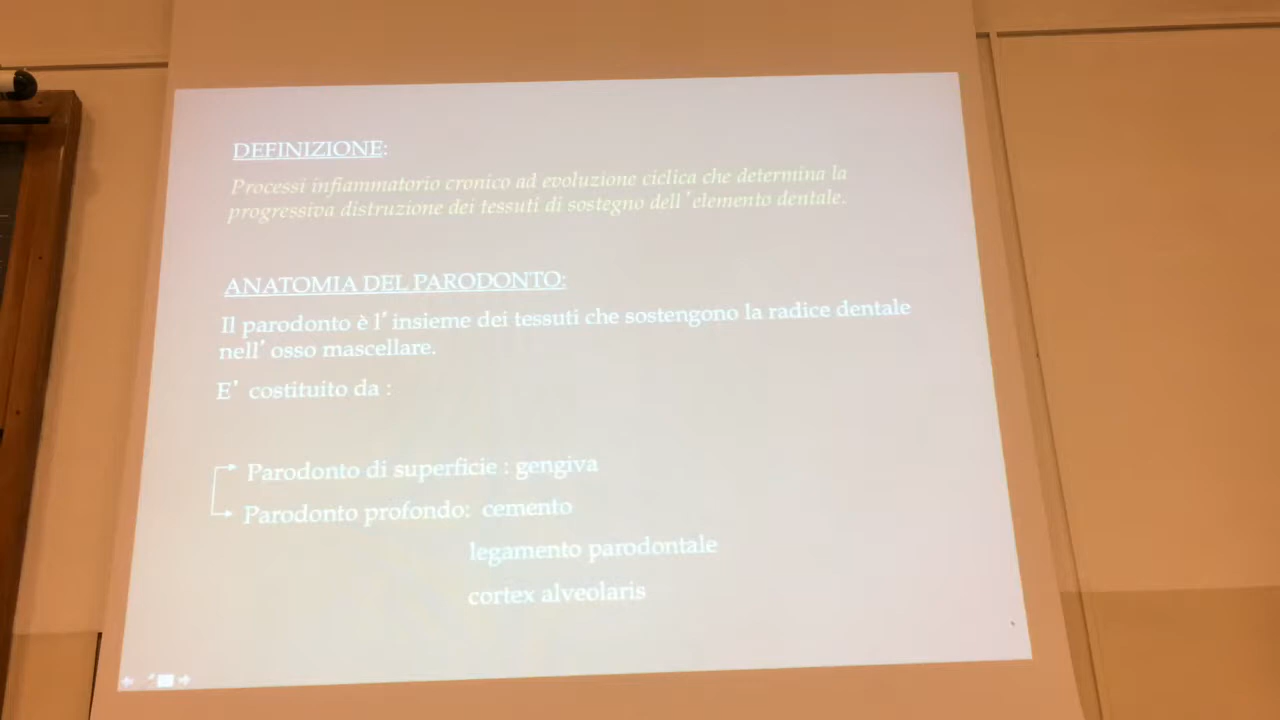 DEFINIZIONE:
Processi infiammatorio cronico ad evoluzione ciclica che determina la
progressiva distruzione dei tessuti di sostegno dell'elemento dentale.
ANATOMIA DEL PARODONTO:
Il parodonto è l'insieme dei tessuti che sostengono la radice dentale
nell'osso mascellare.
E' costituito da :
Parodonto di superficie : gengiva
Parodonto profondo: cemento
legamento parodontale
cortex alveolaris